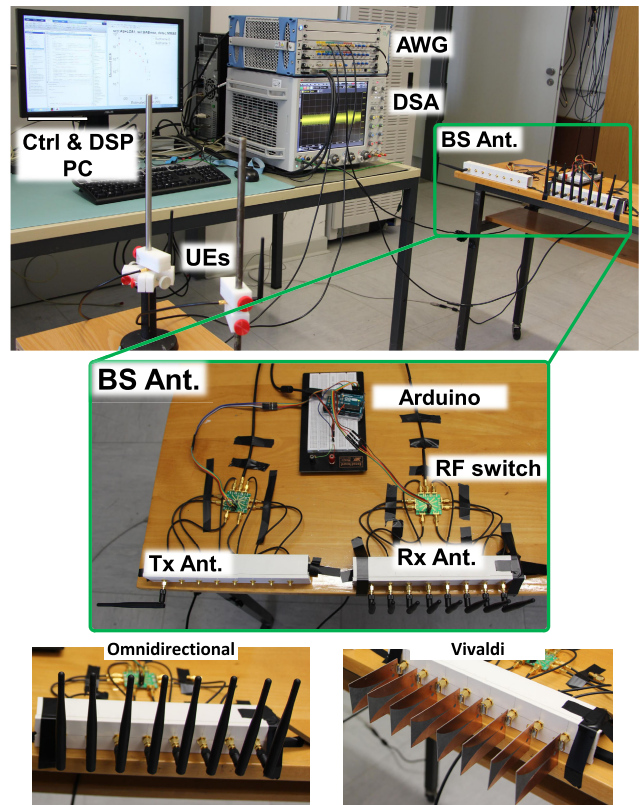 AWG
DSA
Ctrl & DSP
PC
BS Ant.
UEs
BS Ant.
Arduino
RF switch
Tx Ant.
Rx Ant.
Omnidirectional
Vivaldi